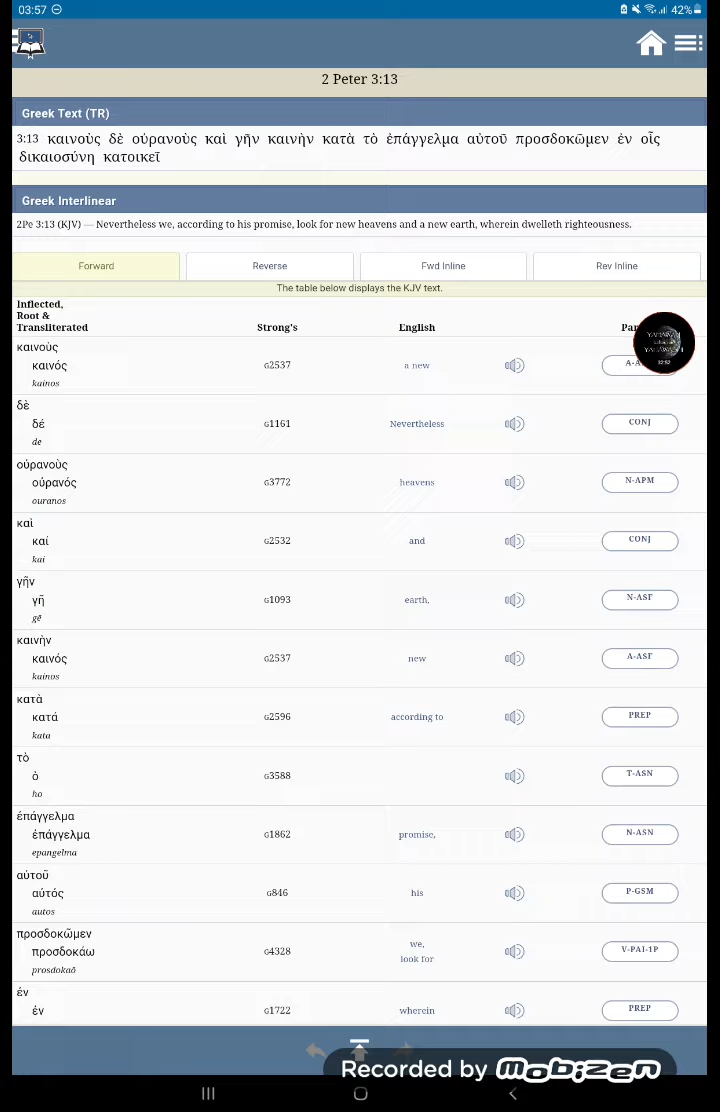 03:57
42%
2 Peter 3:13
Greek Text (TR)
3:13 καινοὺς δὲ οὐρανοὺς καὶ γῆν καινὴν κατὰ τὸ ἐπάγγελμα αὐτοῦ προσδοκῶμεν ἐν οἷς
δικαιοσύνη κατοικεῖ
Greek Interlinear
2Pe 3:13 (KJV) — Nevertheless we, according to his promise, look for new heavens and a new earth, wherein dwelleth righteousness.
Forward Reverse Fwd Inline Rev Inline
The table below displays the KJV text.
Inflected,
Root &
Transliterated Strong's English
καινοὺς
καινός G2537 a new
kainos
δὲ
δέ G1161 Nevertheless CONJ
de
οὐρανοὺς
οὐρανός G3772 heavens N-APM
ouranos
καὶ
καί G2532 and CONJ
kai
γῆν
γῆ G1093 earth, N-ASF
gē
καινὴν
καινός G2537 new A-ASF
kainos
κατὰ
κατά G2596 according to PREP
kata
τὸ
ὁ G3588 T-ASN
ho
ἐπάγγελμα
ἐπάγγελμα G1862 promise, N-ASN
epangelma
αὐτοῦ
αὐτός G846 his P-GSM
autos
προσδοκῶμεν
προσδοκάω G4328 we, look for V-PAI-1P
prosdokaō
ἐν
ἐν G1722 wherein PREP
Recorded by mobizen